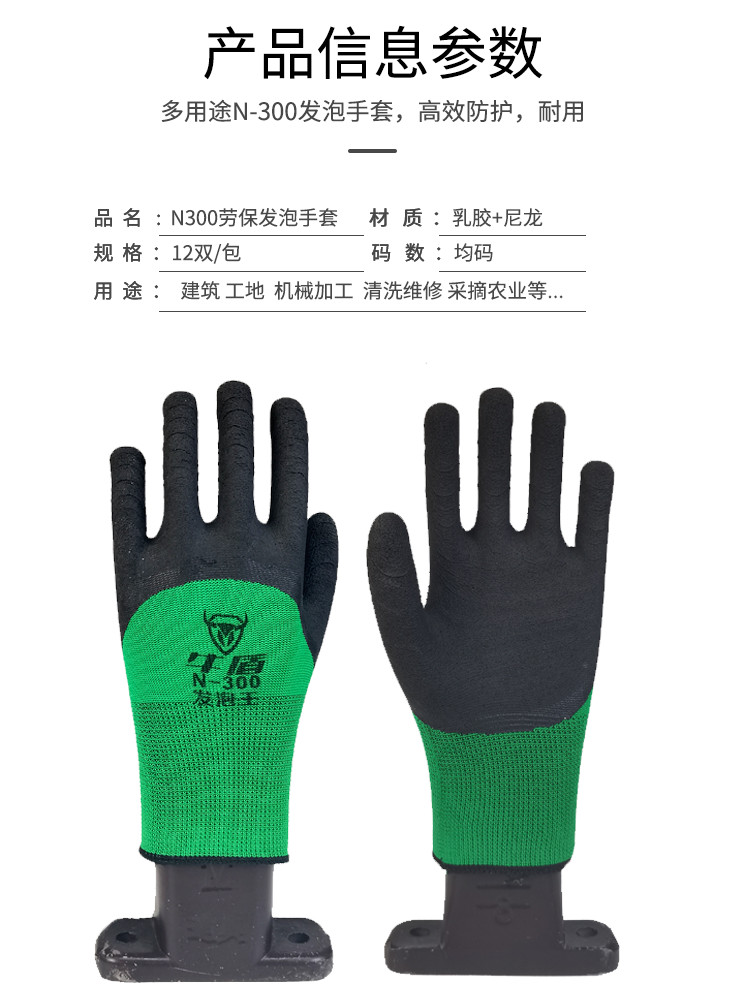 产品信息参数
多用途N-300发泡手套，高效防护，耐用
品 名 ：N300劳保发泡手套 材 质 ：乳胶+尼龙
规 格 ：12双/包 码 数 ：均码
用 途 ： 建筑 工地 机械加工 清洗维修 采摘农业等...
牛盾
N-300
发泡王